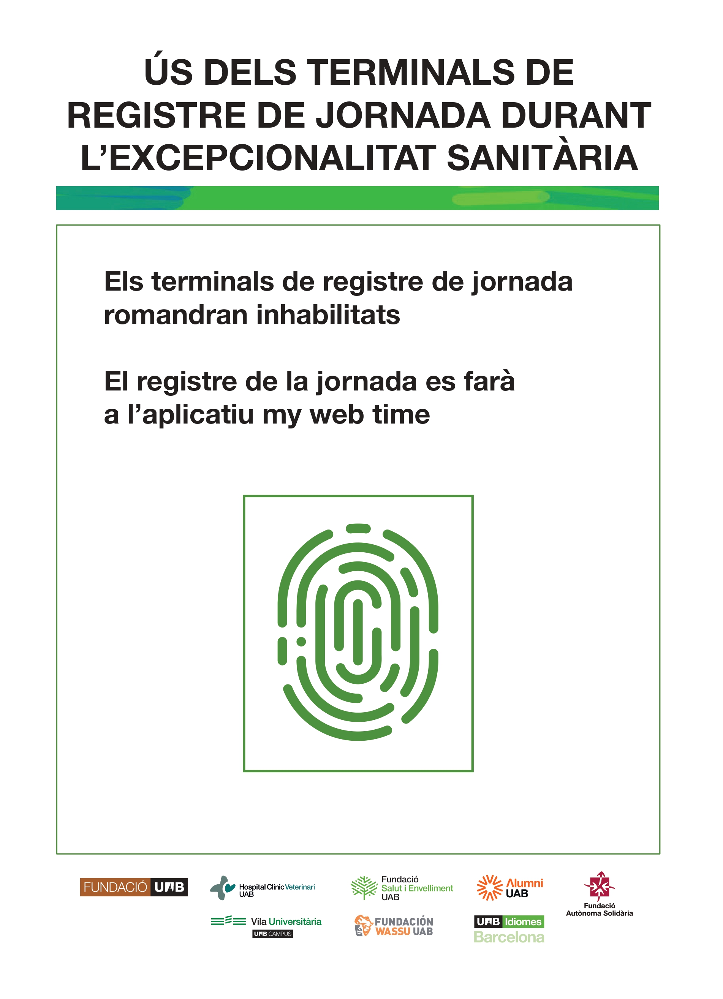 ÚS DELS TERMINALS DE
REGISTRE DE JORNADA DURANT
L’EXCEPCIONALITAT SANITÀRIA
Els terminals de registre de jornada
romandran inhabilitats
El registre de la jornada es farà
a l’aplicatiu my web time
FUNDACIÓ UAB
Hospital Clínic Veterinari
UAB
Fundació
Salut i Envelliment
UAB
Alumni
UAB
Fundació
Autònoma Solidària
Vila Universitària
UAB CAMPUS
FUNDACIÓN
WASSU UAB
UAB Idiomes
Barcelona